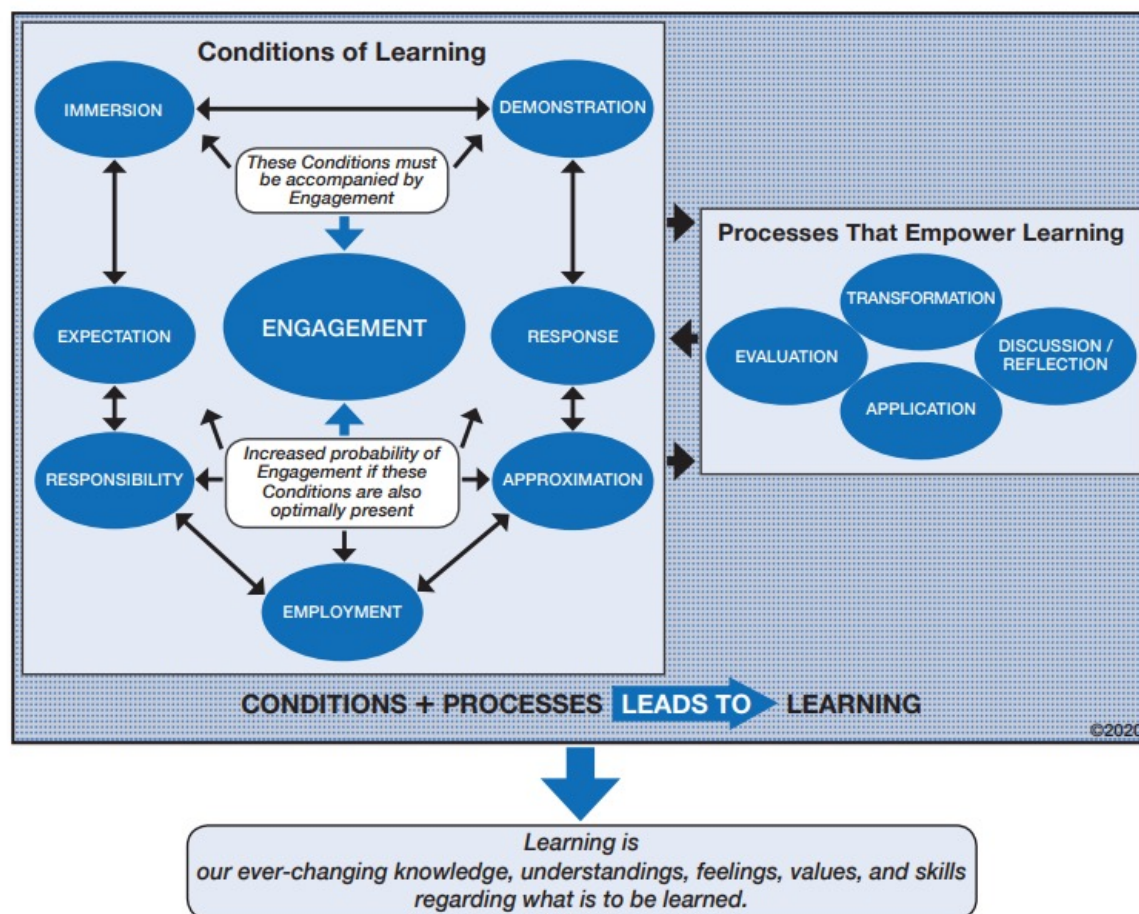 Conditions of Learning
IMMERSION
DEMONSTRATION
These Conditions must
be accompanied by
Engagement
EXPECTATION
ENGAGEMENT
RESPONSE
RESPONSIBILITY
Increased probability of
Engagement if these
Conditions are also
optimally present
APPROXIMATION
EMPLOYMENT
Processes That Empower Learning
TRANSFORMATION
EVALUATION
DISCUSSION /
REFLECTION
APPLICATION
CONDITIONS + PROCESSES LEADS TO LEARNING
©2020
Learning is
our ever-changing knowledge, understandings, feelings, values, and skills
regarding what is to be learned.